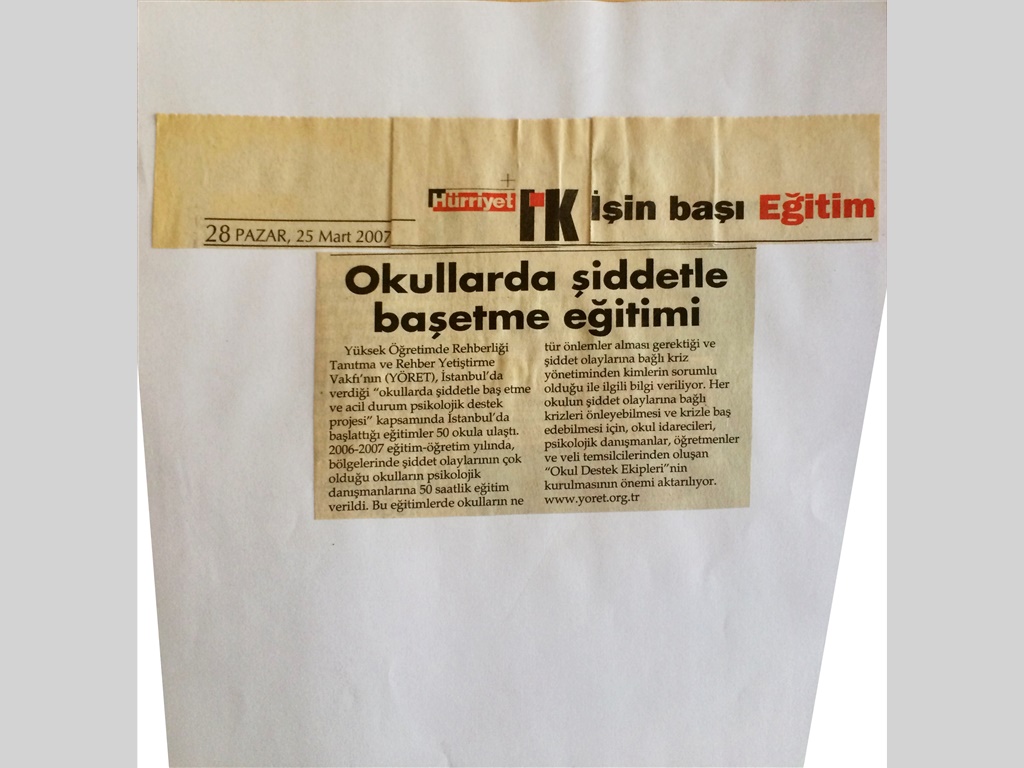 28 PAZAR, 25 Mart 2007
Hürriyet İK İşin başı Eğitim
Okullarda şiddetle
başetme eğitimi
Yüksek Öğretimde Rehberliği
Tanıtma ve Rehber Yetiştirme
Vakfı'nın (YÖRET), İstanbul'da
verdiği "okullarda şiddetle baş etme
ve acil durum psikolojik destek
projesi" kapsamında İstanbul'da
başlattığı eğitimler 50 okula ulaştı.
2006-2007 eğitim-öğretim yılında,
bölgelerinde şiddet olaylarının çok
olduğu okulların psikolojik
danışmanlarına 50 saatlik eğitim
verildi. Bu eğitimlerde okulların ne
tür önlemler alması gerektiği ve
şiddet olaylarına bağlı kriz
yönetiminden kimlerin sorumlu
olduğu ile ilgili bilgi veriliyor. Her
okulun şiddet olaylarına bağlı
krizleri önleyebilmesi ve krizle baş
edebilmesi için, okul idarecileri,
psikolojik danışmanlar, öğretmenler
ve veli temsilcilerinden oluşan
"Okul Destek Ekipleri"nin
kurulmasının önemi aktarılıyor.
www.yoret.org.tr